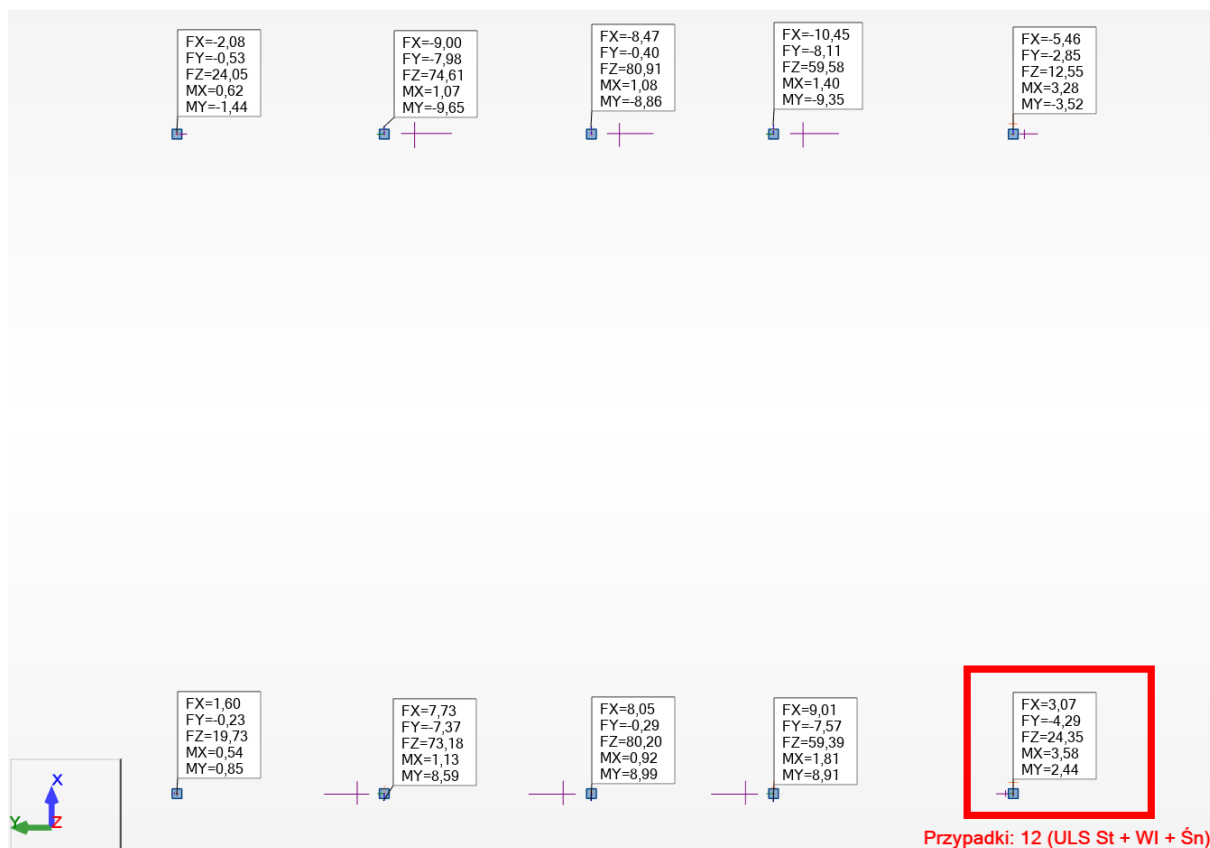 FX=-2,08
FY=-0,53
FZ=24,05
MX=0,62
MY=-1,44
FX=-9,00
FY=-7,98
FZ=74,61
MX=1,07
MY=-9,65
FX=-8,47
FY=-0,40
FZ=80,91
MX=1,08
MY=-8,86
FX=-10,45
FY=-8,11
FZ=59,58
MX=1,40
MY=-9,35
FX=-5,46
FY=-2,85
FZ=12,55
MX=3,28
MY=-3,52
FX=1,60
FY=-0,23
FZ=19,73
MX=0,54
MY=0,85
FX=7,73
FY=-7,37
FZ=73,18
MX=1,13
MY=8,59
FX=8,05
FY=-0,29
FZ=80,20
MX=0,92
MY=8,99
FX=9,01
FY=-7,57
FZ=59,39
MX=1,81
MY=8,91
FX=3,07
FY=-4,29
FZ=24,35
MX=3,58
MY=2,44
X
Y Z
Przypadki: 12 (ULS St + WI + Śn)